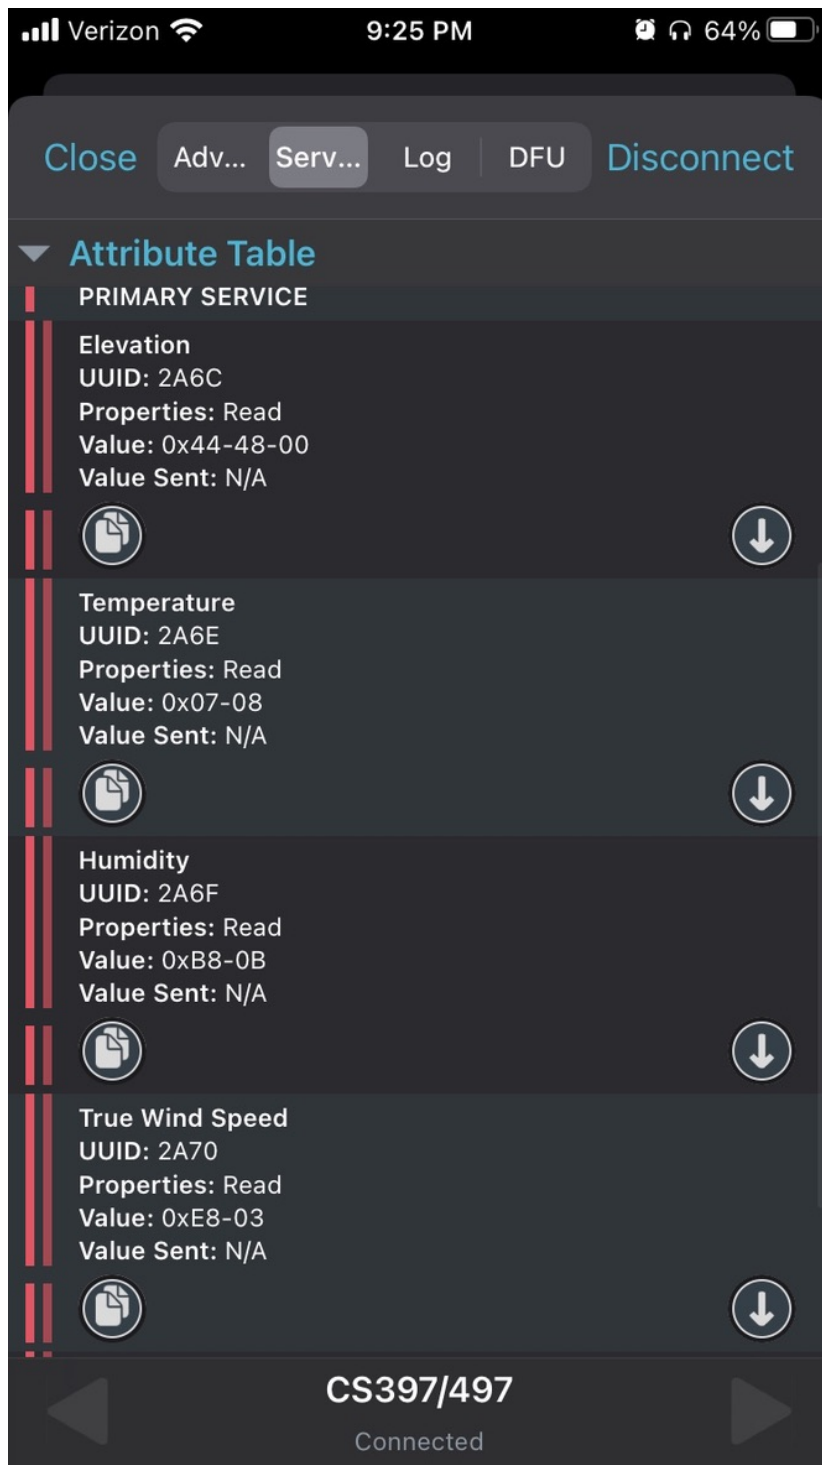 Verizon 9:25 PM 64%
Close Adv... Serv... Log DFU Disconnect
Attribute Table
PRIMARY SERVICE
Elevation
UUID: 2A6C
Properties: Read
Value: 0x44-48-00
Value Sent: N/A
Temperature
UUID: 2A6E
Properties: Read
Value: 0x07-08
Value Sent: N/A
Humidity
UUID: 2A6F
Properties: Read
Value: 0xB8-0B
Value Sent: N/A
True Wind Speed
UUID: 2A70
Properties: Read
Value: 0xE8-03
Value Sent: N/A
CS397/497
Connected